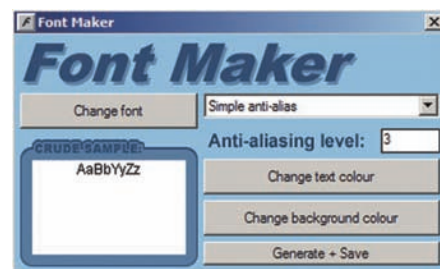 Font Maker
Font Maker
Change font
Simple anti-alias
Anti-aliasing level: 3
CRUDE SAMPLE:
AaBbYyZz
Change text colour
Change background colour
Generate + Save